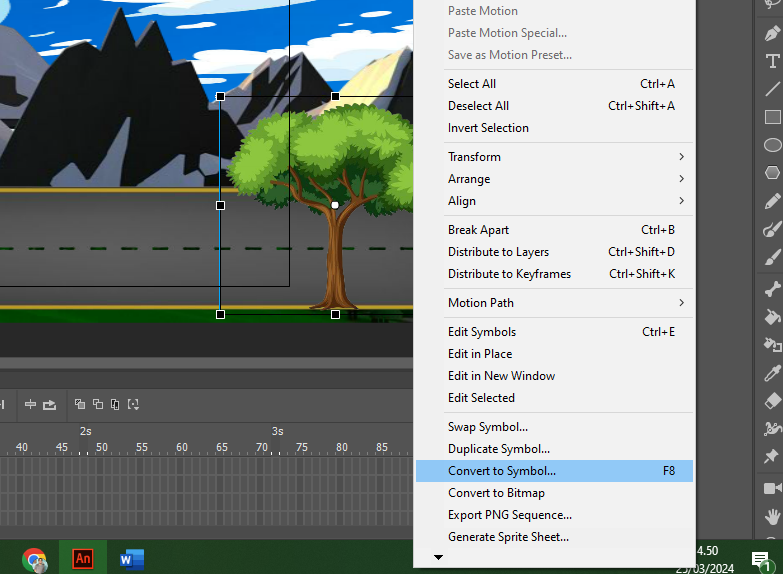 Paste Motion
Paste Motion Special...
Save as Motion Preset...
Select All Ctrl+A
Deselect All Ctrl+Shift+A
Invert Selection
Transform
Arrange
Align
Break Apart Ctrl+B
Distribute to Layers Ctrl+Shift+D
Distribute to Keyframes Ctrl+Shift+K
Motion Path
Edit Symbols Ctrl+E
Edit in Place
Edit in New Window
Edit Selected
Swap Symbol...
Duplicate Symbol...
Convert to Symbol... F8
Convert to Bitmap
Export PNG Sequence...
Generate Sprite Sheet...
2s 3s
40 45 50 55 60 65 70 75 80 85
T
An
W
4.50
/03/2024
1